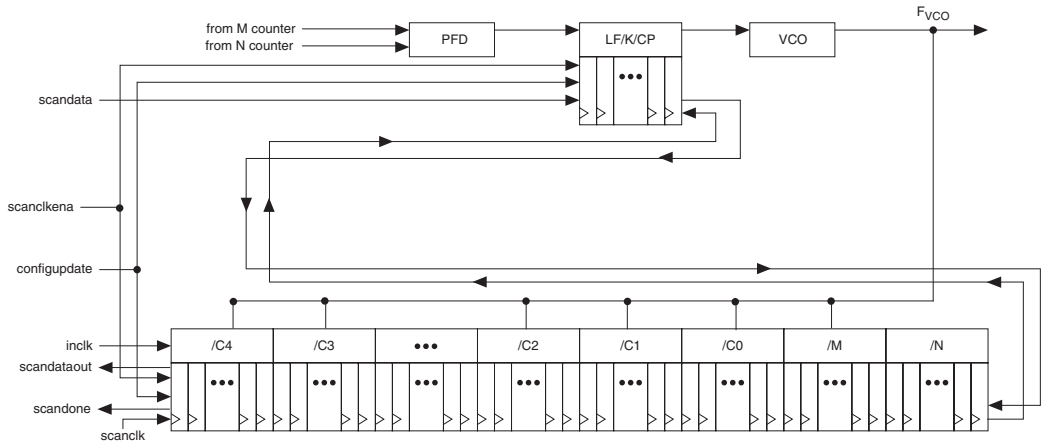 from M counter
from N counter
PFD
LF/K/CP
VCO
FVCO
scandata
scanclkena
configupdate
inclk
/C4
/C3
/C2
/C1
/C0
/M
/N
scandataout
scandone
scanclk